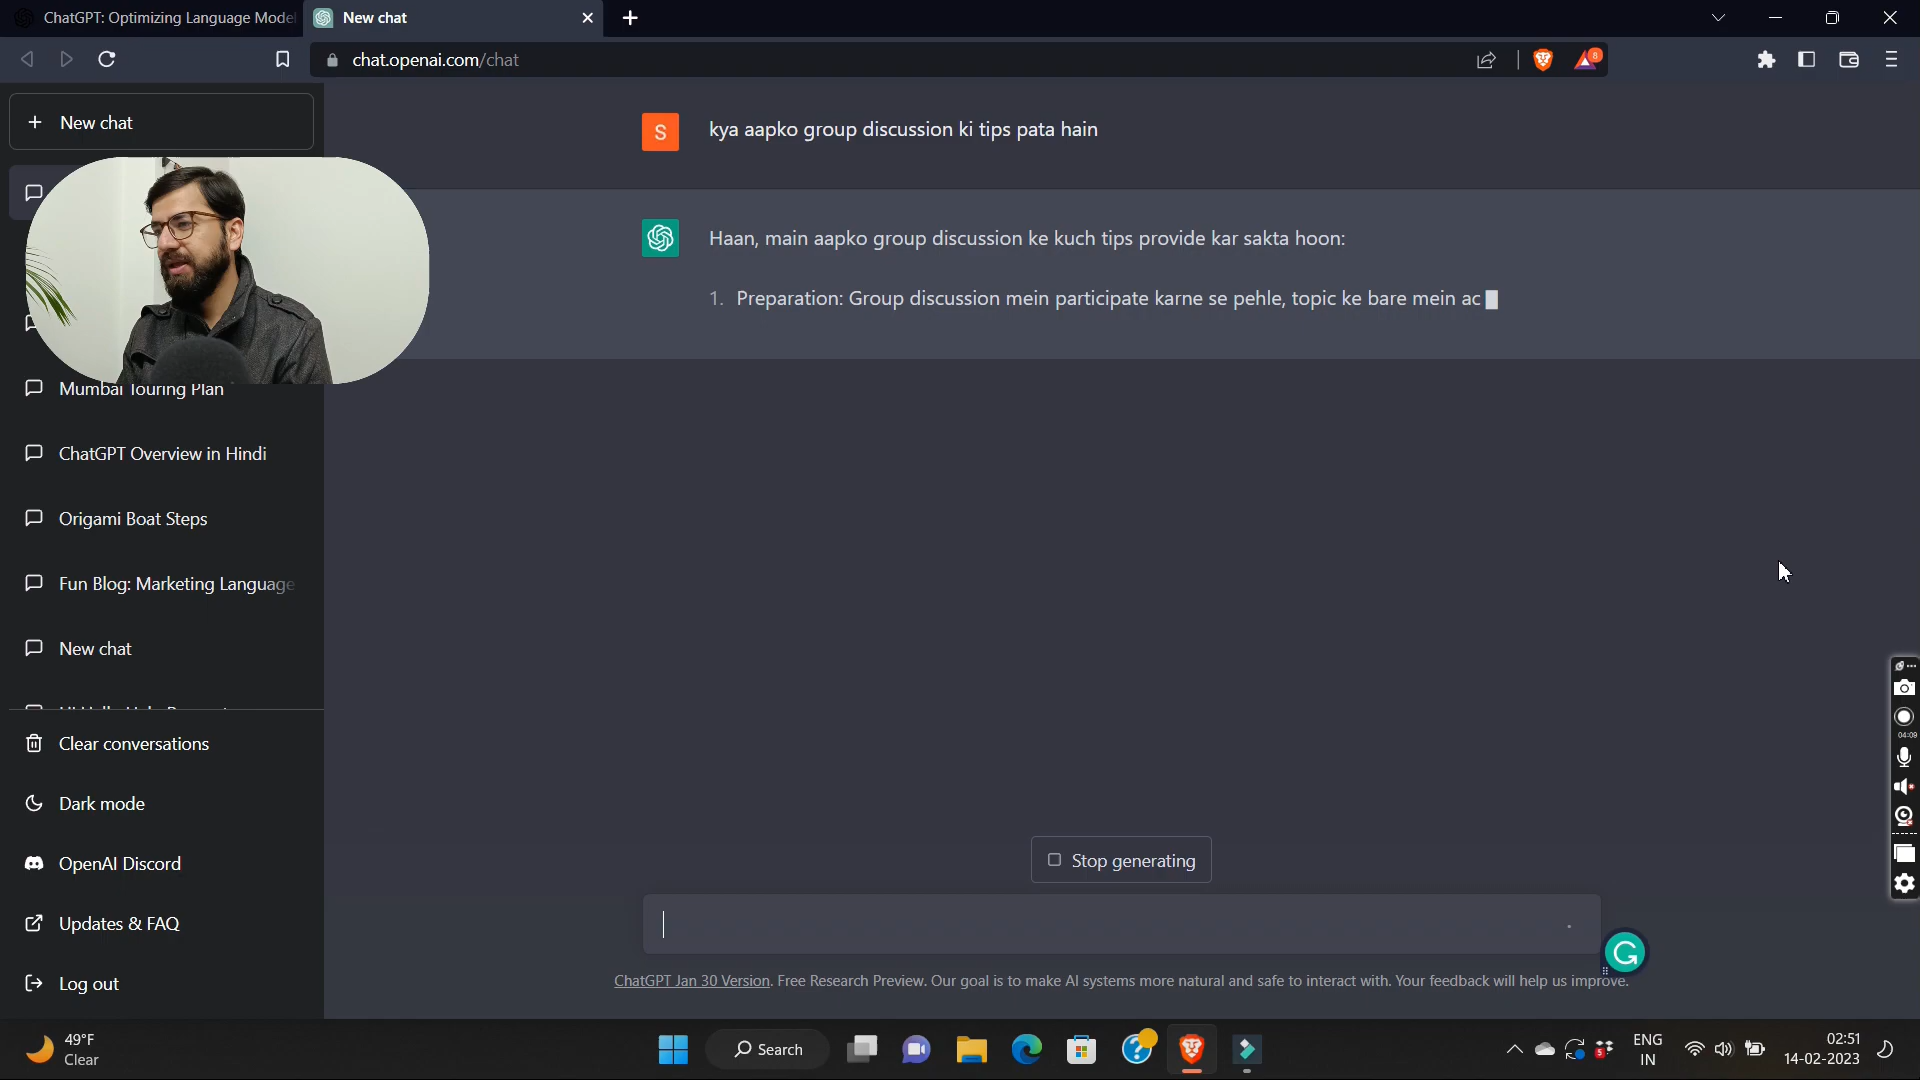 ChatGPT: Optimizing Language Model
New chat
chat.openai.com/chat
8
New chat
S
kya aapko group discussion ki tips pata hain
Haan, main aapko group discussion ke kuch tips provide kar sakta hoon:
1. Preparation: Group discussion mein participate karne se pehle, topic ke bare mein ac
Mumbai Touring Plan
ChatGPT Overview in Hindi
Origami Boat Steps
Fun Blog: Marketing Language
New chat
Clear conversations
Dark mode
OpenAI Discord
Updates & FAQ
Log out
04:09
Stop generating
ChatGPT Jan 30 Version. Free Research Preview. Our goal is to make AI systems more natural and safe to interact with. Your feedback will help us improve.
49°F
Clear
Search
5
ENG
IN
02:51
14-02-2023